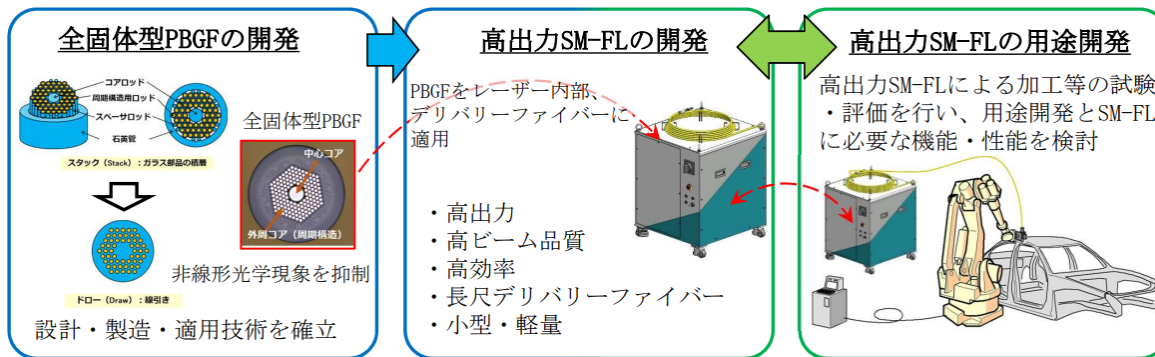 全固体型PBGFの開発
コアロッド
周期構造用ロッド
スペーサロッド
石英管
スタック（Stack）：ガラス部品の積層
全固体型PBGF
中心コア
外周コア（周期構造）
非線形光学現象を抑制
ドロー（Draw）：線引き
設計・製造・適用技術を確立
高出力SM-FLの開発
PBGFをレーザー内部、
デリバリーファイバーに
適用
・高出力
・高ビーム品質
・高効率
・長尺デリバリーファイバー
・小型・軽量
高出力SM-FLの用途開発
高出力SM-FLによる加工等の試験
・評価を行い、用途開発とSM-FL
に必要な機能・性能を検討